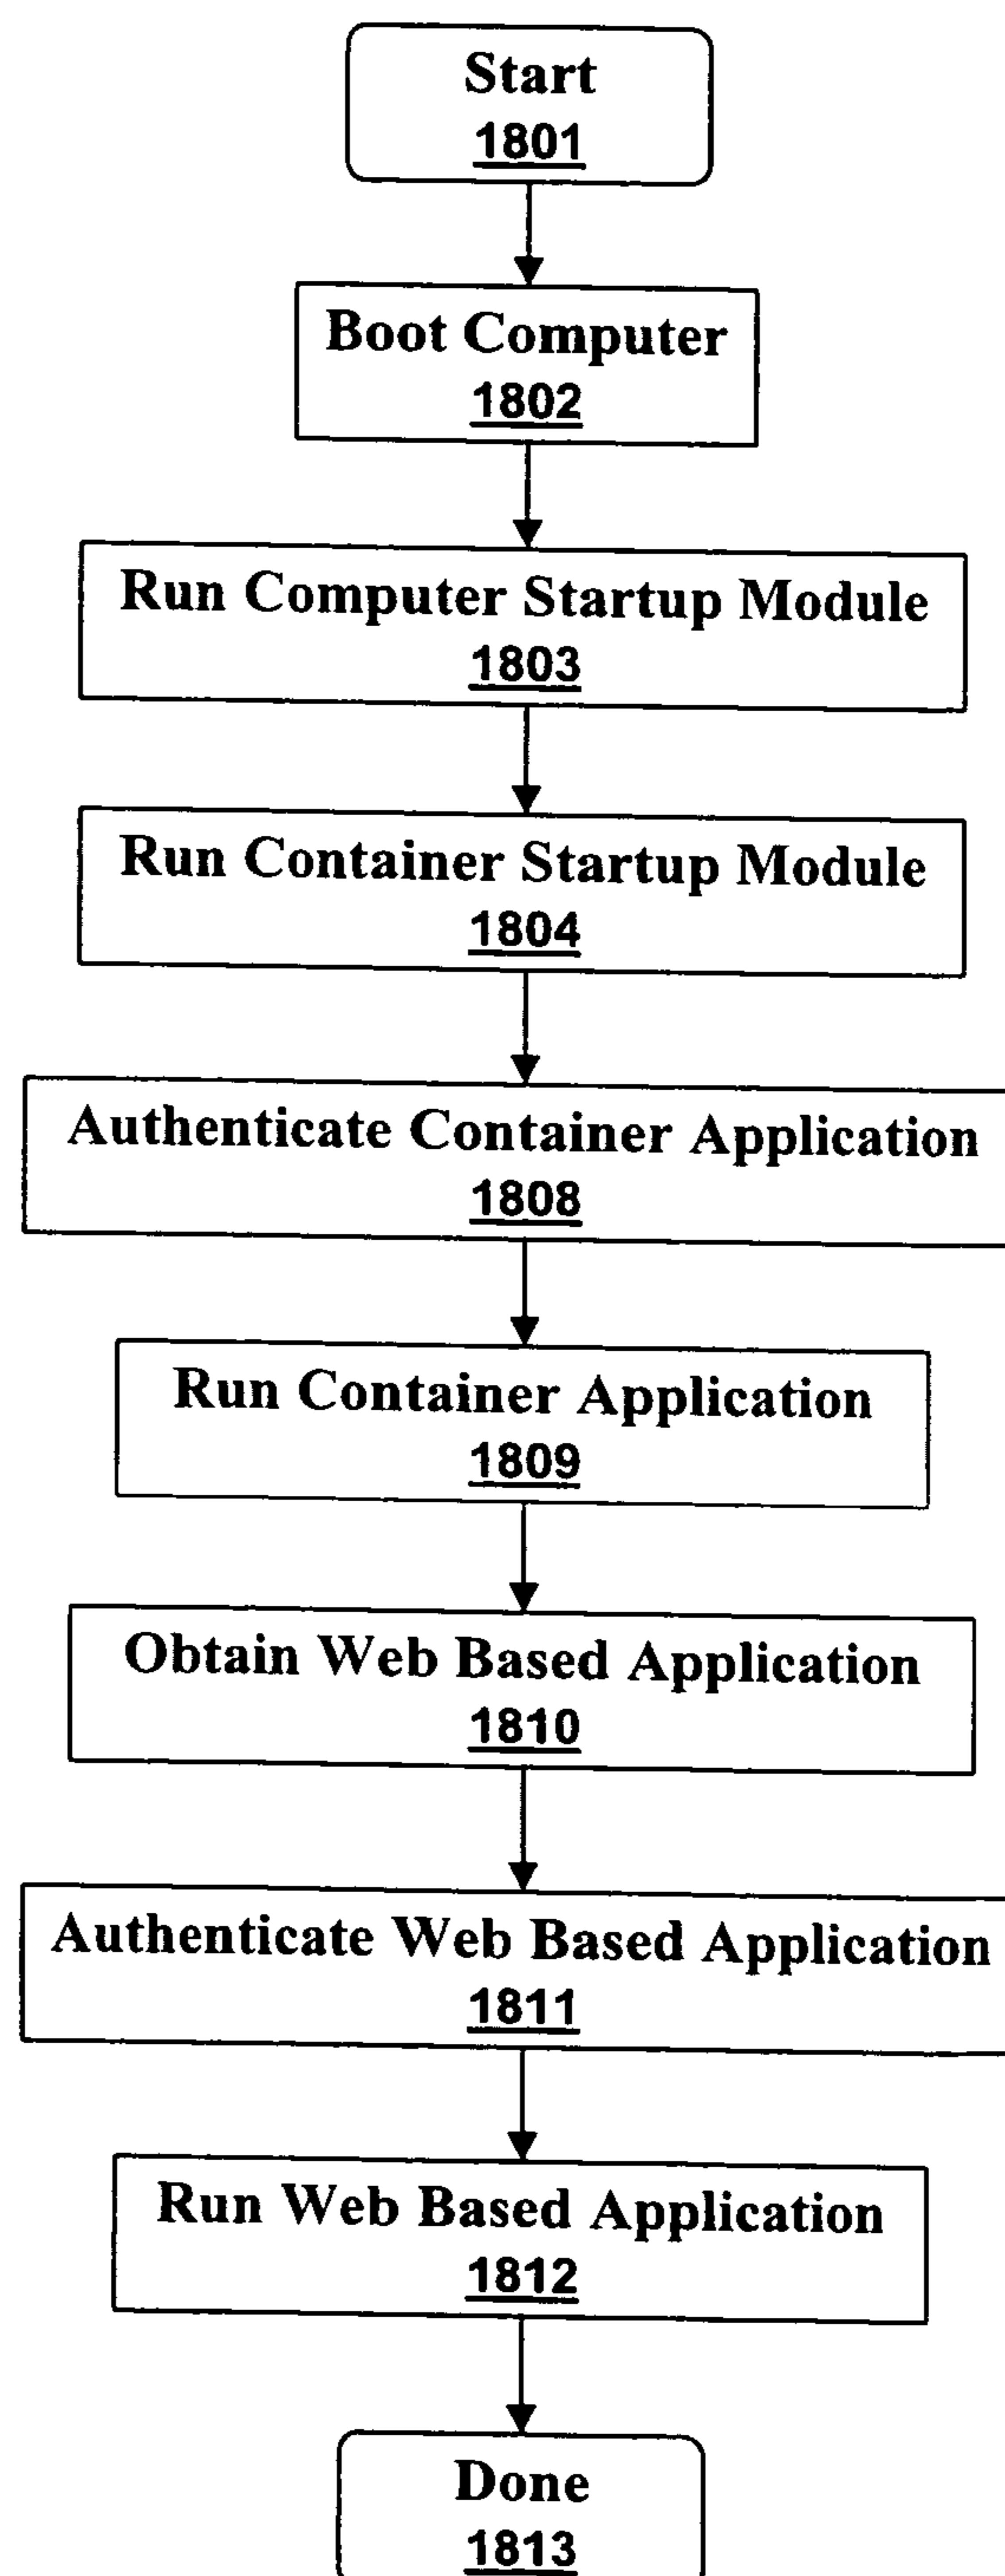 Start
1801
Boot Computer
1802
Run Computer Startup Module
1803
Run Container Startup Module
1804
Authenticate Container Application
1808
Run Container Application
1809
Obtain Web Based Application
1810
Authenticate Web Based Application
1811
Run Web Based Application
1812
Done
1813